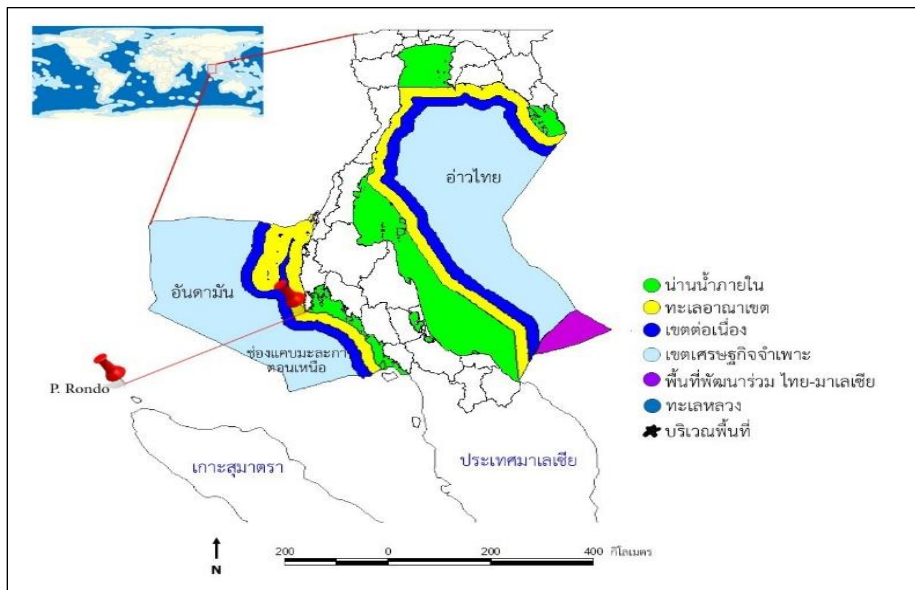 อ่าวไทย
อันดามัน
ช่องแคบมะละกา
ตอนเหนือ
P. Rondo
เกาะสุมาตรา
ประเทศมาเลเซีย
น่านน้ำภายใน
ทะเลอาณาเขต
เขตต่อเนื่อง
เขตเศรษฐกิจจำเพาะ
พื้นที่พัฒนาร่วม ไทย-มาเลเซีย
ทะเลหลวง
บริเวณพื้นที่
N
200 0 200 400 กิโลเมตร